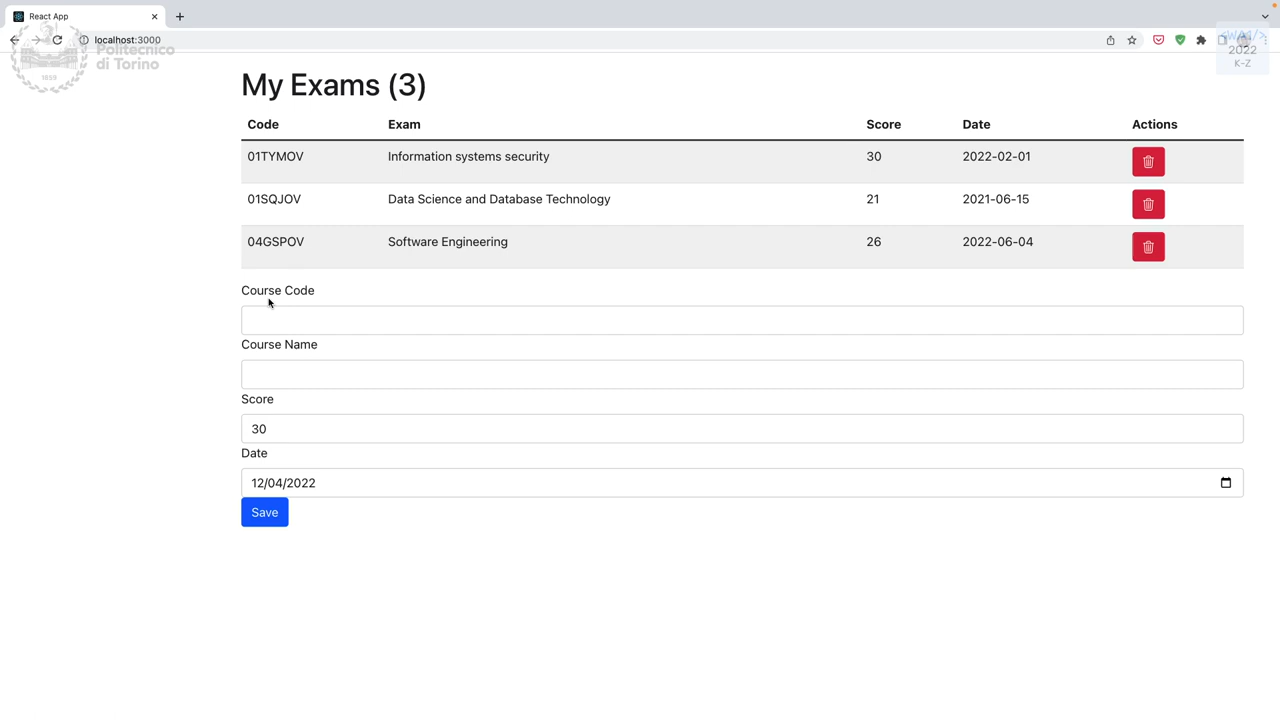 React App
localhost:3000
Politecnico
di Torino
1859
<WA1/>
2022
K-Z
My Exams (3)
Code Exam Score Date Actions
01TYMOV Information systems security 30 2022-02-01
01SQJOV Data Science and Database Technology 21 2021-06-15
04GSPOV Software Engineering 26 2022-06-04
Course Code
Course Name
Score
30
Date
12/04/2022
Save